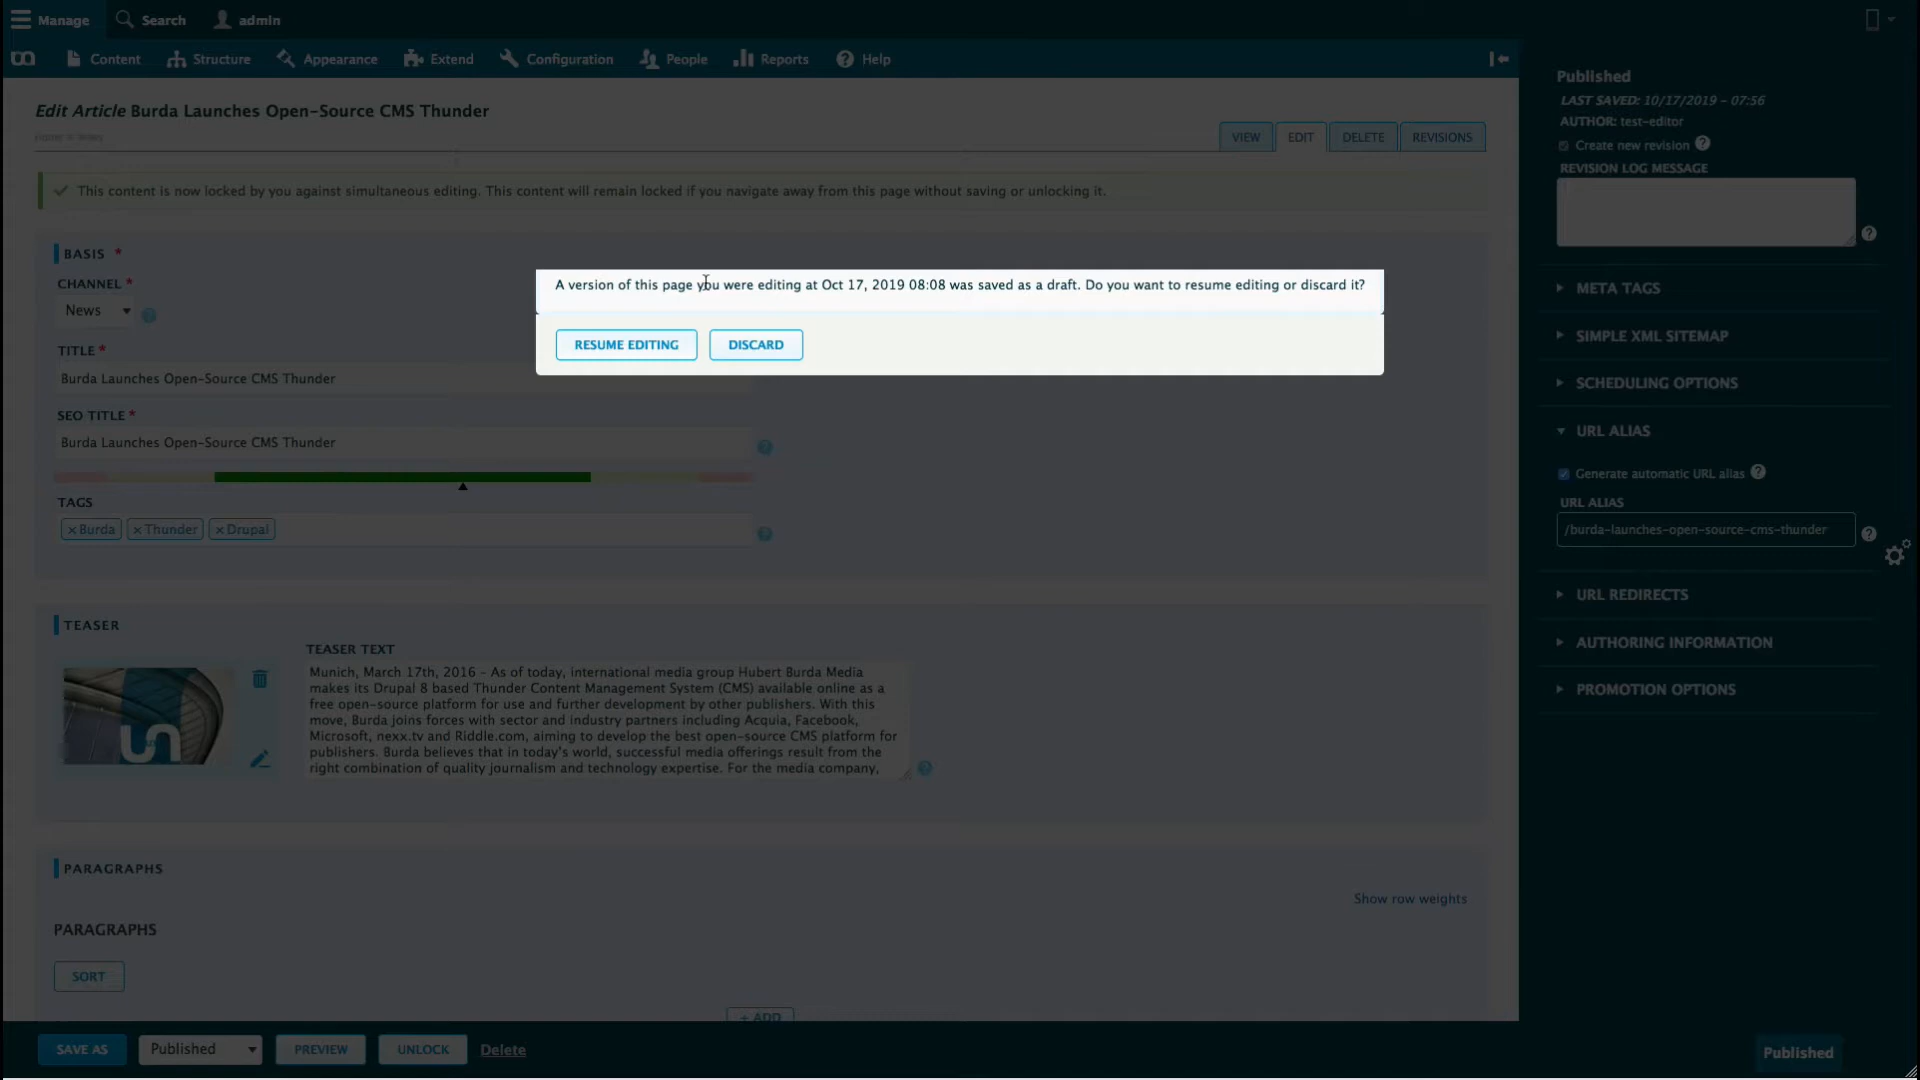 Manage
Search
admin
Content
Structure
Appearance
Extend
Configuration
People
Reports
Help
Edit Article Burda Launches Open-Source CMS Thunder
VIEW
EDIT
DELETE
REVISIONS
This content is now locked by you against simultaneous editing. This content will remain locked if you navigate away from this page without saving or unlocking it.
BASIS *
CHANNEL *
News
TITLE *
Burda Launches Open-Source CMS Thunder
SEO TITLE *
Burda Launches Open-Source CMS Thunder
TAGS
×Burda
×Thunder
×Drupal
A version of this page you were editing at Oct 17, 2019 08:08 was saved as a draft. Do you want to resume editing or discard it?
RESUME EDITING
DISCARD
TEASER
TEASER TEXT
Munich, March 17th, 2016 - As of today, international media group Hubert Burda Media
makes its Drupal 8 based Thunder Content Management System (CMS) available online as a
free open-source platform for use and further development by other publishers. With this
move, Burda joins forces with sector and industry partners including Acquia, Facebook,
Microsoft, nexx.tv and Riddle.com, aiming to develop the best open-source CMS platform for
publishers. Burda believes that in today's world, successful media offerings result from the
right combination of quality journalism and technology expertise. For the media company,
PARAGRAPHS
Show row weights
PARAGRAPHS
SORT
+ ADD
SAVE AS
Published
PREVIEW
UNLOCK
Delete
Published
Published
LAST SAVED: 10/17/2019 - 07:56
AUTHOR: test-editor
Create new revision
REVISION LOG MESSAGE
META TAGS
SIMPLE XML SITEMAP
SCHEDULING OPTIONS
URL ALIAS
Generate automatic URL alias
URL ALIAS
/burda-launches-open-source-cms-thunder
URL REDIRECTS
AUTHORING INFORMATION
PROMOTION OPTIONS